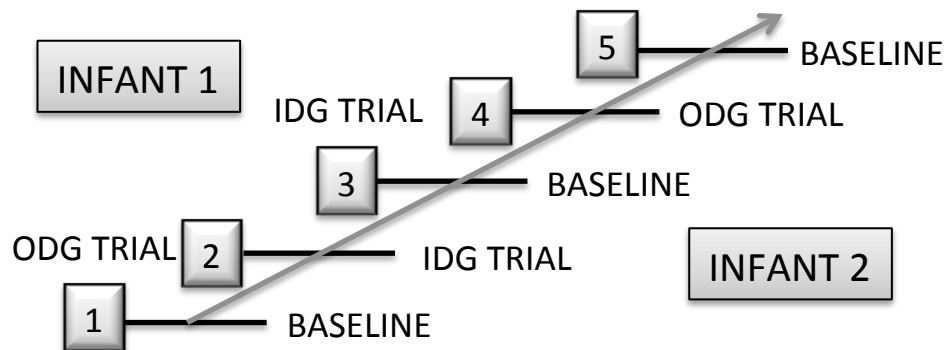 5 BASELINE
INFANT 1
IDG TRIAL 4 ODG TRIAL
3 BASELINE
ODG TRIAL 2 IDG TRIAL
INFANT 2
1 BASELINE